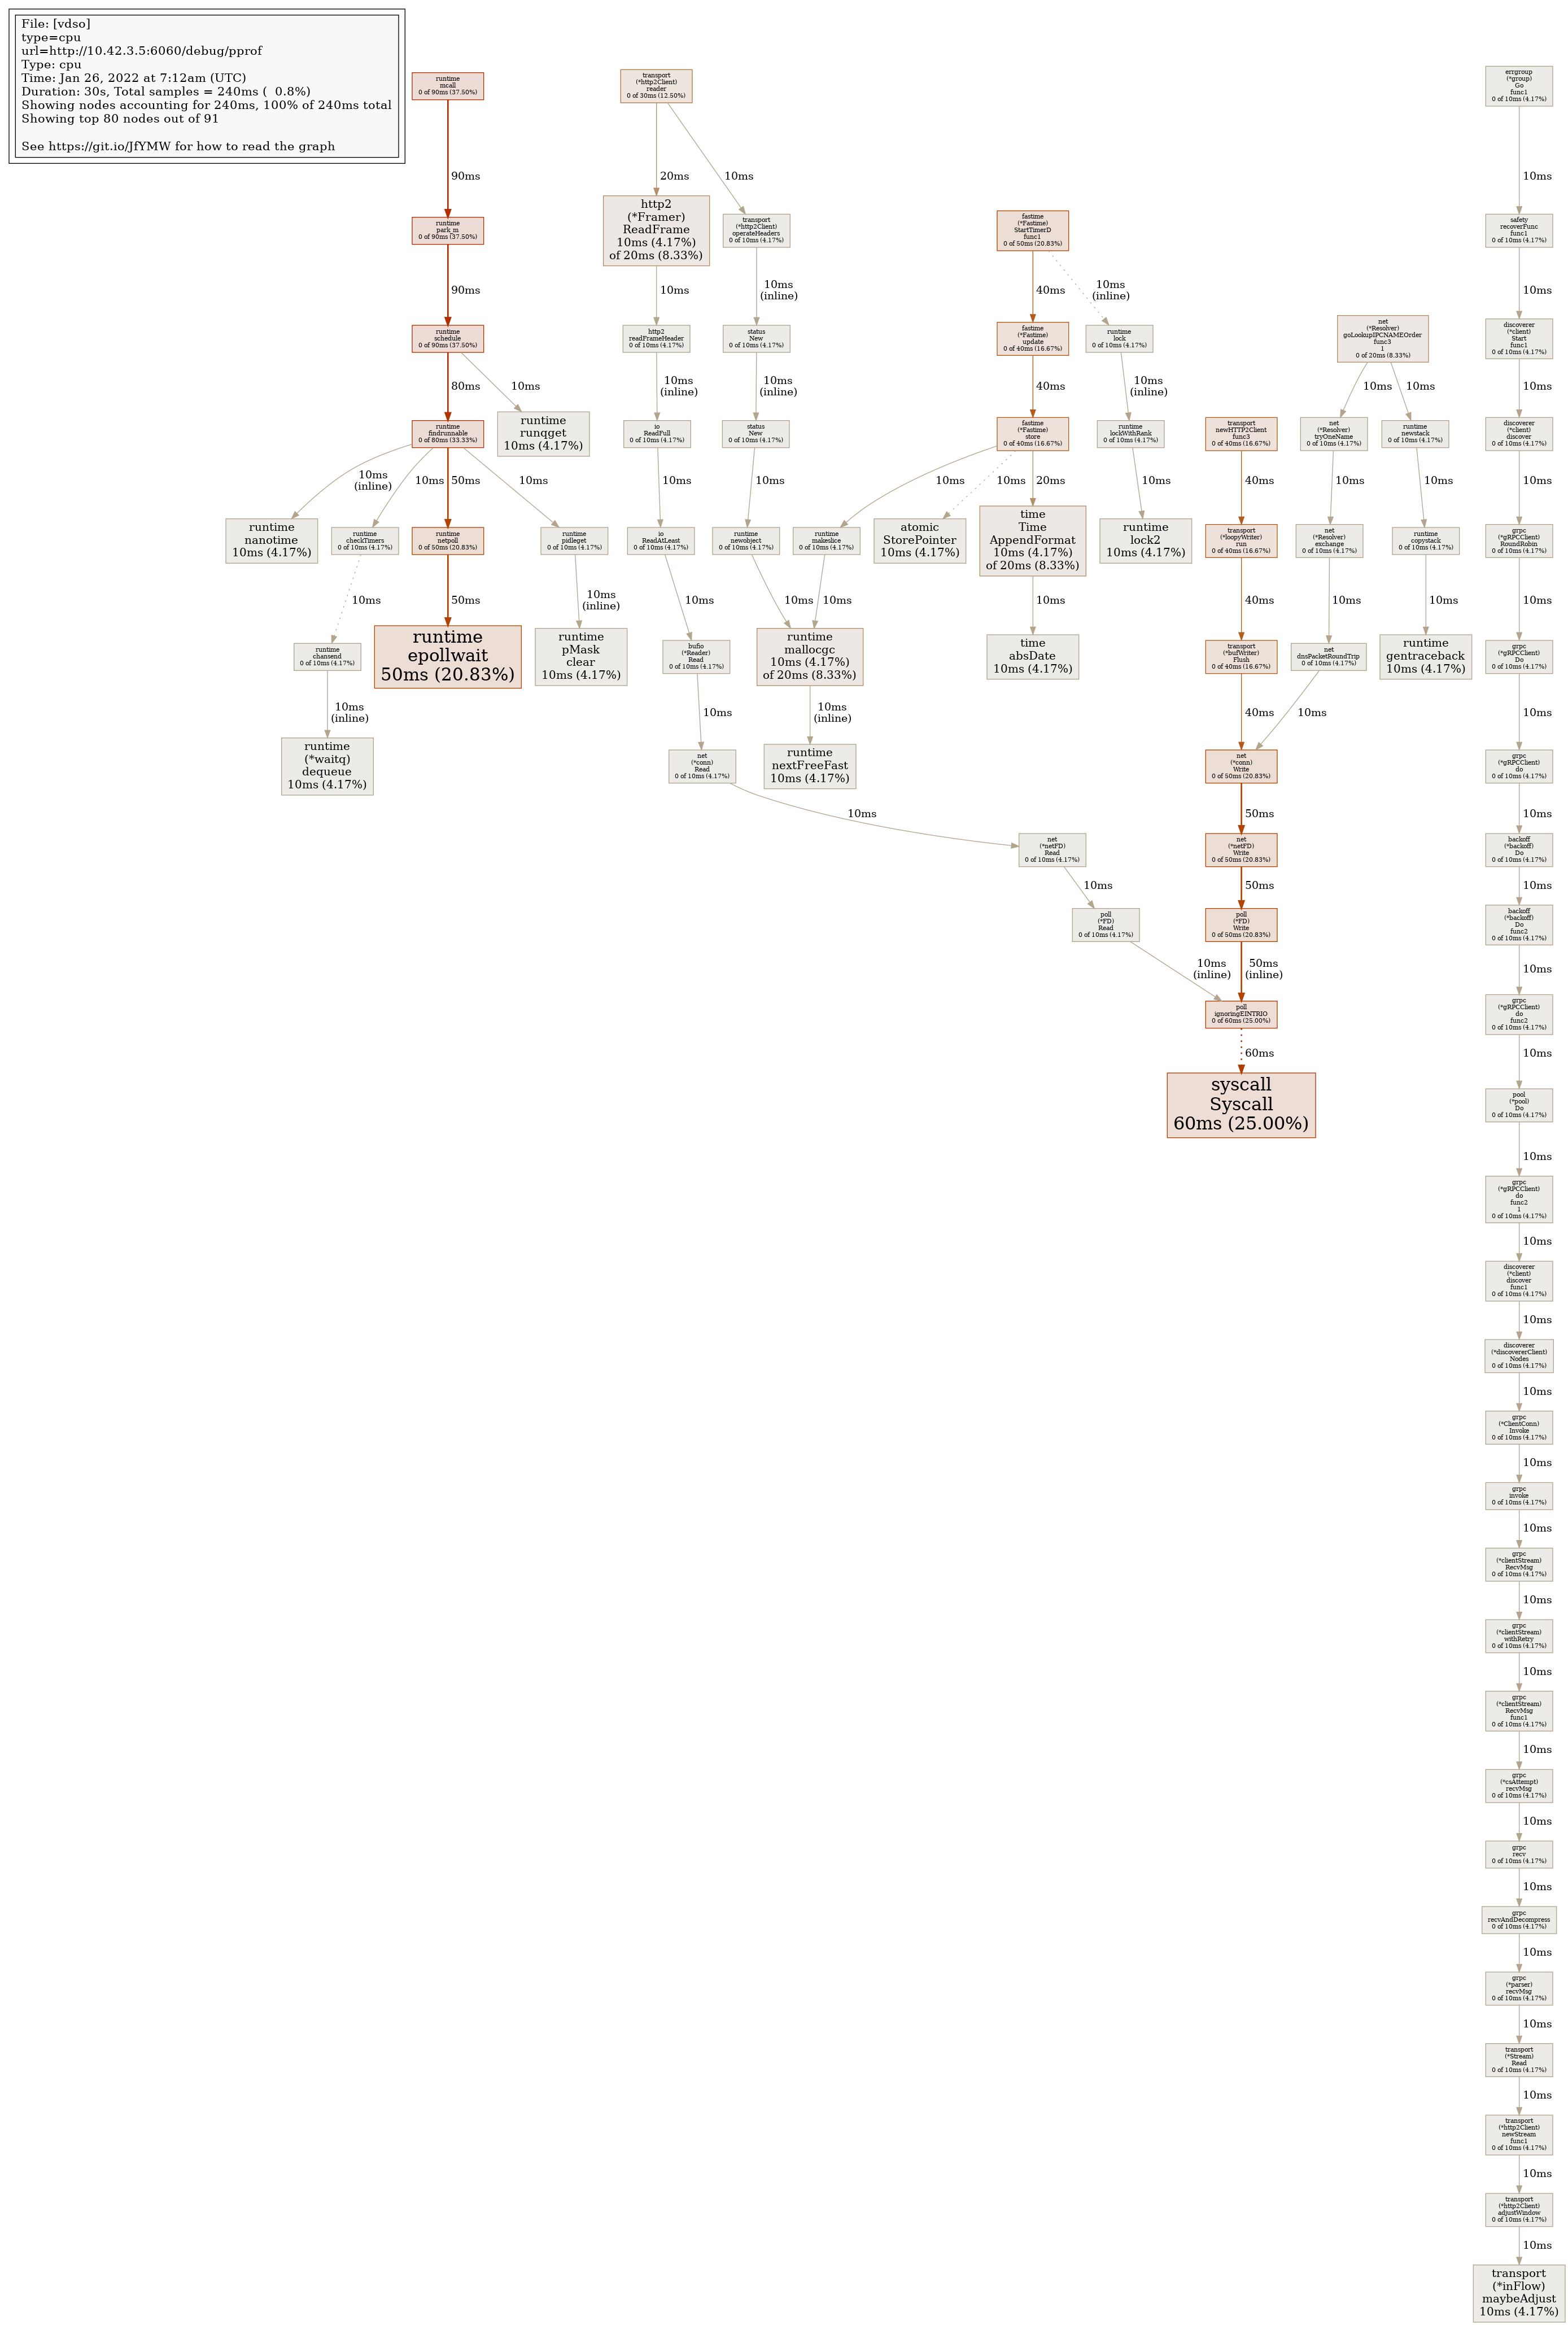 File: [vdso]
type=cpu
url=http://10.42.3.5:6060/debug/pprof
Type: cpu
Time: Jan 26, 2022 at 7:12am (UTC)
Duration: 30s, Total samples = 240ms (  0.8%)
Showing nodes accounting for 240ms, 100% of 240ms total
Showing top 80 nodes out of 91
See https://git.io/JfYMW for how to read the graph
runtime
mcall
0 of 90ms (37.50%)
90ms
runtime
park_m
0 of 90ms (37.50%)
90ms
runtime
schedule
0 of 90ms (37.50%)
80ms
10ms
runtime
findrunnable
0 of 80ms (33.33%)
runtime
runqget
10ms (4.17%)
10ms
(inline)
10ms
50ms
10ms
runtime
nanotime
10ms (4.17%)
runtime
checkTimers
0 of 10ms (4.17%)
runtime
netpoll
0 of 50ms (20.83%)
runtime
pidleget
0 of 10ms (4.17%)
10ms
50ms
10ms
(inline)
runtime
chansend
0 of 10ms (4.17%)
runtime
epollwait
50ms (20.83%)
runtime
pMask
clear
10ms (4.17%)
10ms
(inline)
runtime
(*waitq)
dequeue
10ms (4.17%)
transport
(*http2Client)
reader
0 of 30ms (12.50%)
20ms
10ms
http2
(*Framer)
ReadFrame
10ms (4.17%)
of 20ms (8.33%)
transport
(*http2Client)
operateHeaders
0 of 10ms (4.17%)
10ms
10ms
(inline)
http2
readFrameHeader
0 of 10ms (4.17%)
status
New
0 of 10ms (4.17%)
10ms
(inline)
10ms
(inline)
io
ReadFull
0 of 10ms (4.17%)
status
New
0 of 10ms (4.17%)
10ms
10ms
io
ReadAtLeast
0 of 10ms (4.17%)
runtime
newobject
0 of 10ms (4.17%)
runtime
makeslice
0 of 10ms (4.17%)
10ms
10ms
10ms
bufio
(*Reader)
Read
0 of 10ms (4.17%)
runtime
mallocgc
10ms (4.17%)
of 20ms (8.33%)
10ms
10ms
(inline)
net
(*conn)
Read
0 of 10ms (4.17%)
runtime
nextFreeFast
10ms (4.17%)
10ms
net
(*netFD)
Read
0 of 10ms (4.17%)
10ms
poll
(*FD)
Read
0 of 10ms (4.17%)
10ms
(inline)
fastime
(*Fastime)
StartTimerD
func1
0 of 50ms (20.83%)
40ms
10ms
(inline)
fastime
(*Fastime)
update
0 of 40ms (16.67%)
runtime
lock
0 of 10ms (4.17%)
40ms
10ms
(inline)
fastime
(*Fastime)
store
0 of 40ms (16.67%)
runtime
lockWithRank
0 of 10ms (4.17%)
10ms
10ms
20ms
10ms
atomic
StorePointer
10ms (4.17%)
time
Time
AppendFormat
10ms (4.17%)
of 20ms (8.33%)
runtime
lock2
10ms (4.17%)
10ms
time
absDate
10ms (4.17%)
transport
newHTTP2Client
func3
0 of 40ms (16.67%)
40ms
transport
(*loopyWriter)
run
0 of 40ms (16.67%)
40ms
transport
(*bufWriter)
Flush
0 of 40ms (16.67%)
40ms
net
(*Resolver)
goLookupIPCNAMEOrder
func3
1
0 of 20ms (8.33%)
10ms
10ms
net
(*Resolver)
tryOneName
0 of 10ms (4.17%)
runtime
newstack
0 of 10ms (4.17%)
10ms
10ms
net
(*Resolver)
exchange
0 of 10ms (4.17%)
runtime
copystack
0 of 10ms (4.17%)
10ms
10ms
net
dnsPacketRoundTrip
0 of 10ms (4.17%)
runtime
gentraceback
10ms (4.17%)
10ms
net
(*conn)
Write
0 of 50ms (20.83%)
50ms
net
(*netFD)
Write
0 of 50ms (20.83%)
50ms
poll
(*FD)
Write
0 of 50ms (20.83%)
50ms
(inline)
poll
ignoringEINTRIO
0 of 60ms (25.00%)
60ms
syscall
Syscall
60ms (25.00%)
errgroup
(*group)
Go
func1
0 of 10ms (4.17%)
10ms
safety
recoverFunc
func1
0 of 10ms (4.17%)
10ms
discoverer
(*client)
Start
func1
0 of 10ms (4.17%)
10ms
discoverer
(*client)
discover
0 of 10ms (4.17%)
10ms
grpc
(*gRPCClient)
RoundRobin
0 of 10ms (4.17%)
10ms
grpc
(*gRPCClient)
Do
0 of 10ms (4.17%)
10ms
grpc
(*gRPCClient)
do
0 of 10ms (4.17%)
10ms
backoff
(*backoff)
Do
0 of 10ms (4.17%)
10ms
backoff
(*backoff)
Do
func2
0 of 10ms (4.17%)
10ms
grpc
(*gRPCClient)
do
func2
0 of 10ms (4.17%)
10ms
pool
(*pool)
Do
0 of 10ms (4.17%)
10ms
grpc
(*gRPCClient)
do
func2
1
0 of 10ms (4.17%)
10ms
discoverer
(*client)
discover
func1
0 of 10ms (4.17%)
10ms
discoverer
(*discovererClient)
Nodes
0 of 10ms (4.17%)
10ms
grpc
(*ClientConn)
Invoke
0 of 10ms (4.17%)
10ms
grpc
invoke
0 of 10ms (4.17%)
10ms
grpc
(*clientStream)
RecvMsg
0 of 10ms (4.17%)
10ms
grpc
(*clientStream)
withRetry
0 of 10ms (4.17%)
10ms
grpc
(*clientStream)
RecvMsg
func1
0 of 10ms (4.17%)
10ms
grpc
(*csAttempt)
recvMsg
0 of 10ms (4.17%)
10ms
grpc
recv
0 of 10ms (4.17%)
10ms
grpc
recvAndDecompress
0 of 10ms (4.17%)
10ms
grpc
(*parser)
recvMsg
0 of 10ms (4.17%)
10ms
transport
(*Stream)
Read
0 of 10ms (4.17%)
10ms
transport
(*http2Client)
newStream
func1
0 of 10ms (4.17%)
10ms
transport
(*http2Client)
adjustWindow
0 of 10ms (4.17%)
10ms
transport
(*inFlow)
maybeAdjust
10ms (4.17%)